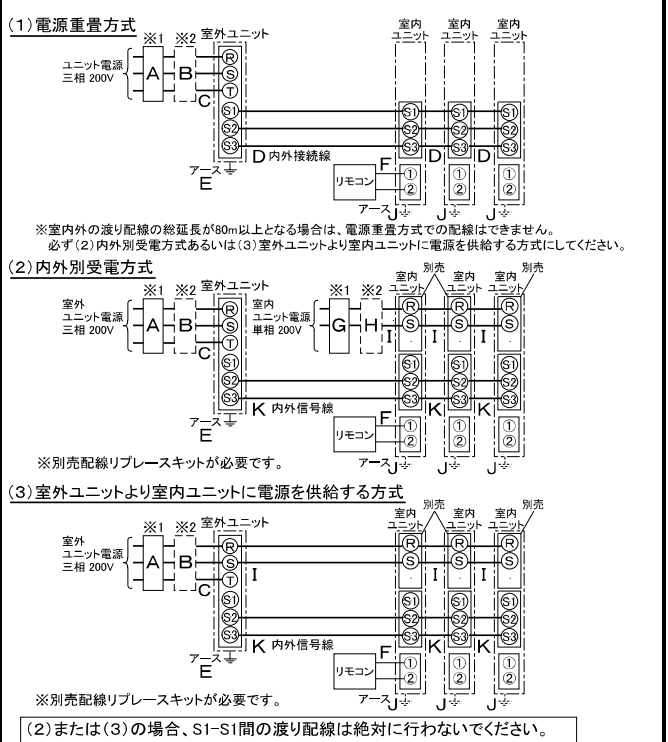 (1)電源重畳方式
※1 ※2 室外ユニット
室内ユニット 室内ユニット 室内ユニット
ユニット電源
三相 200V
A B C
R
S
T
S1 S1 S1 S1
S2 S2 S2 S2
S3 S3 S3 S3
D 内外接続線 F D D
アース
E
リモコン
① ① ①
② ② ②
アース J J J
※室内外の渡り配線の総延長が80m以上となる場合は、電源重畳方式での配線はできません。
必ず(2)内外別受電方式あるいは(3)室外ユニットより室内ユニットに電源を供給する方式にしてください。
(2)内外別受電方式
※1 ※2 室外ユニット ※1 ※2
室内ユニット 別売 室内ユニット 室内ユニット 別売
室外
ユニット電源
三相 200V
A B C
室内
ユニット電源
単相 200V
G H I I I
R R R R
S S S S
T
S1 S1 S1 S1
S2 S2 S2 S2
S3 S3 S3 S3
K 内外信号線 F K K
アース
E
リモコン
① ① ①
② ② ②
アース J J J
※別売配線リプレースキットが必要です。
(3)室外ユニットより室内ユニットに電源を供給する方式
※1 ※2 室外ユニット
室内ユニット 別売 室内ユニット 室内ユニット 別売
室外
ユニット電源
三相 200V
A B C
R R R R
S S S S
T
I I I
S1 S1 S1 S1
S2 S2 S2 S2
S3 S3 S3 S3
K 内外信号線 F K K
アース
E
リモコン
① ① ①
② ② ②
アース J J J
※別売配線リプレースキットが必要です。
(2)または(3)の場合、S1-S1間の渡り配線は絶対に行わないでください。